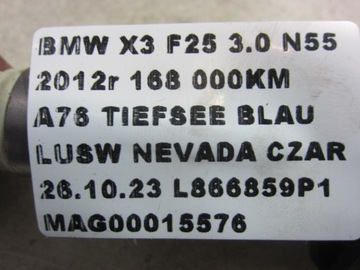 BMW X3 F25 3.0 N55
2012r 168 000KM
A76 TIEFSEE BLAU
LUSW NEVADA CZAR
26.10.23 L866859P1
MAG00015576